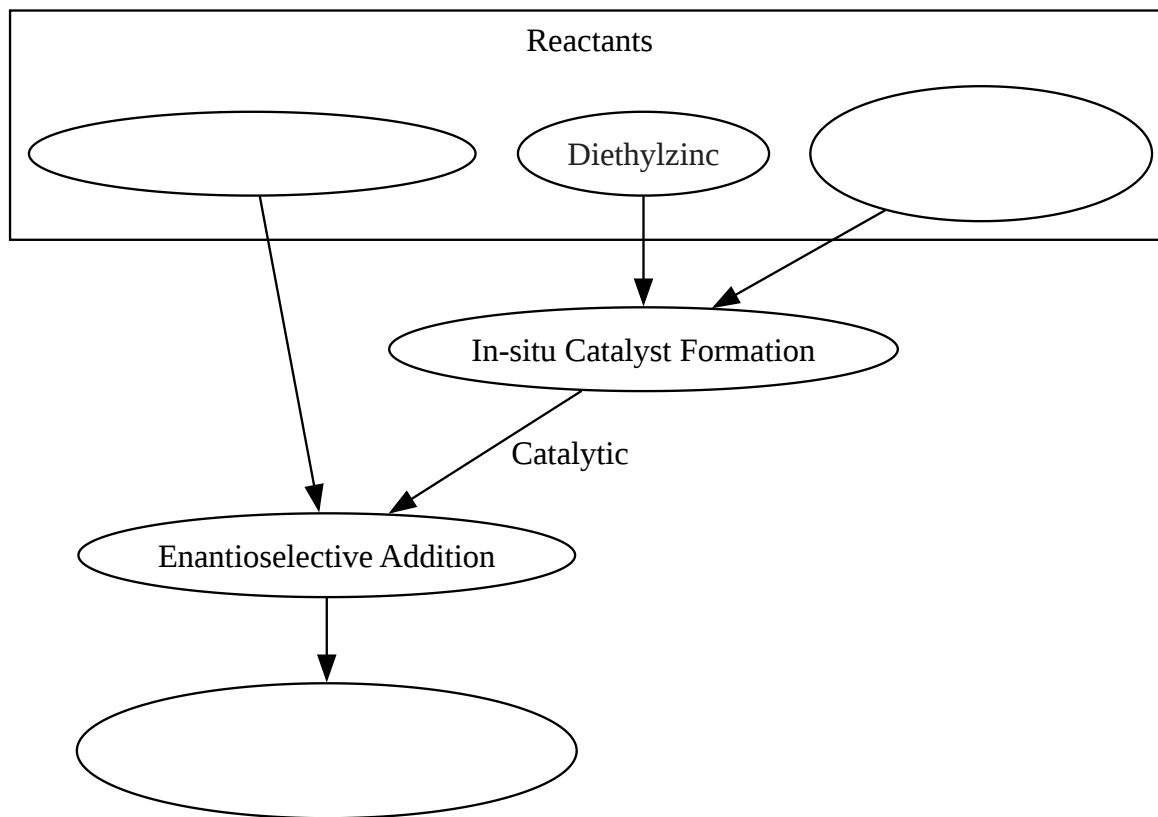 Reactants
Diethylzinc
In-situ Catalyst Formation
Catalytic
Enantioselective Addition